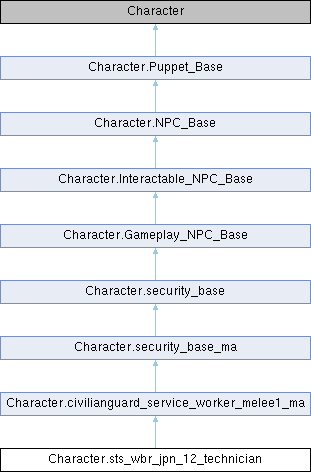 Character
Character.Puppet_Base
Character.NPC_Base
Character.Interactable_NPC_Base
Character.Gameplay_NPC_Base
Character.security_base
Character.security_base_ma
Character.civilianguard_service_worker_melee1_ma
Character.sts_wbr_jpn_12_technician